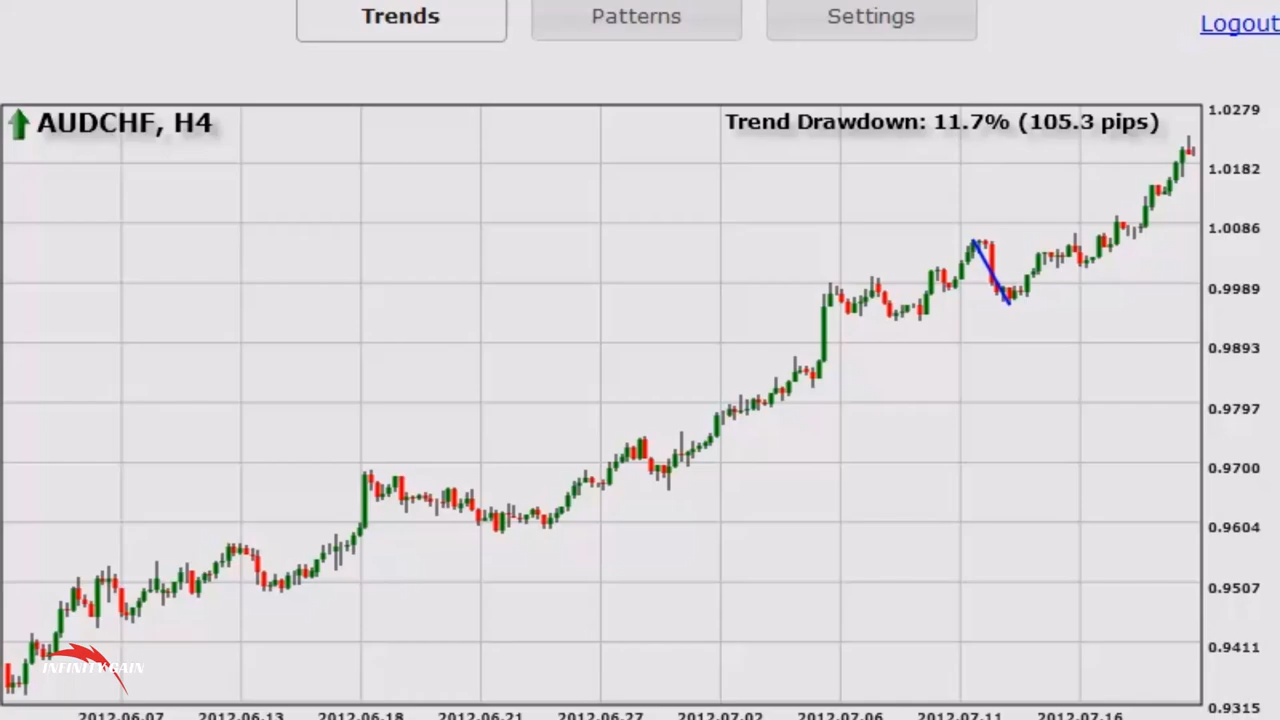 Trends
Patterns
Settings
Logout
AUDCHF, H4
Trend Drawdown: 11.7% (105.3 pips)
1.0279
1.0182
1.0086
0.9989
0.9893
0.9797
0.9700
0.9604
0.9507
0.9411
0.9315
INFINITYXGAIN
2012.06.07
2012.06.13
2012.06.18
2012.06.21
2012.06.27
2012.07.02
2012.07.06
2012.07.11
2012.07.16